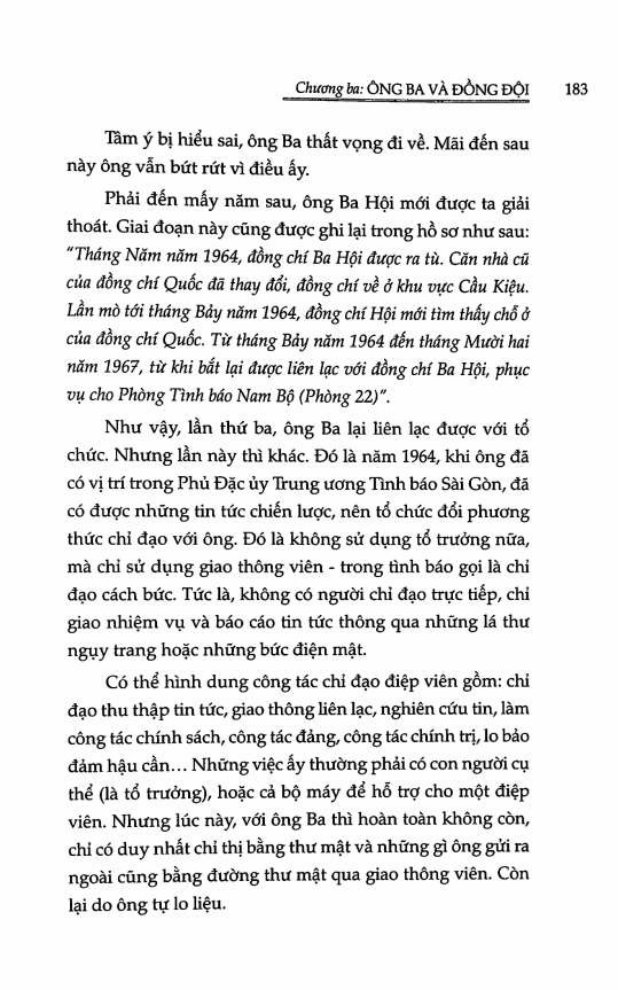 Chương ba: ÔNG BA VÀ ĐỒNG ĐỘI 183
Tâm ý bị hiểu sai, ông Ba thất vọng đi về. Mãi đến sau
này ông vẫn bứt rứt vì điều ấy.
Phải đến mấy năm sau, ông Ba Hội mới được ta giải
thoát. Giai đoạn này cũng được ghi lại trong hồ sơ như sau:
"Tháng Năm năm 1964, đồng chí Ba Hội được ra tù. Căn nhà cũ
của đồng chí Quốc đã thay đổi, đồng chí về ở khu vực Cầu Kiệu.
Lần mò tới tháng Bảy năm 1964, đồng chí Hội mới tìm thấy chỗ ở
của đồng chí Quốc. Từ tháng Bảy năm 1964 đến tháng Mười hai
năm 1967, từ khi bắt lại được liên lạc với đồng chí Ba Hội, phục
vụ cho Phòng Tình báo Nam Bộ (Phòng 22)".
Như vậy, lần thứ ba, ông Ba lại liên lạc được với tổ
chức. Nhưng lần này thì khác. Đó là năm 1964, khi ông đã
có vị trí trong Phủ Đặc ủy Trung ương Tình báo Sài Gòn, đã
có được những tin tức chiến lược, nên tổ chức đổi phương
thức chỉ đạo với ông. Đó là không sử dụng tổ trưởng nữa,
mà chỉ sử dụng giao thông viên - trong tình báo gọi là chỉ
đạo cách bức. Tức là, không có người chỉ đạo trực tiếp, chỉ
giao nhiệm vụ và báo cáo tin tức thông qua những lá thư
ngụy trang hoặc những bức điện mật.
Có thể hình dung công tác chỉ đạo điệp viên gồm: chỉ
đạo thu thập tin tức, giao thông liên lạc, nghiên cứu tin, làm
công tác chính sách, công tác đảng, công tác chính trị, lo bảo
đảm hậu cần... Những việc ấy thường phải có con người cụ
thể (là tổ trưởng), hoặc cả bộ máy để hỗ trợ cho một điệp
viên. Nhưng lúc này, với ông Ba thì hoàn toàn không còn,
chỉ có duy nhất chỉ thị bằng thư mật và những gì ông gửi ra
ngoài cũng bằng đường thư mật qua giao thông viên. Còn
lại do ông tự lo liệu.